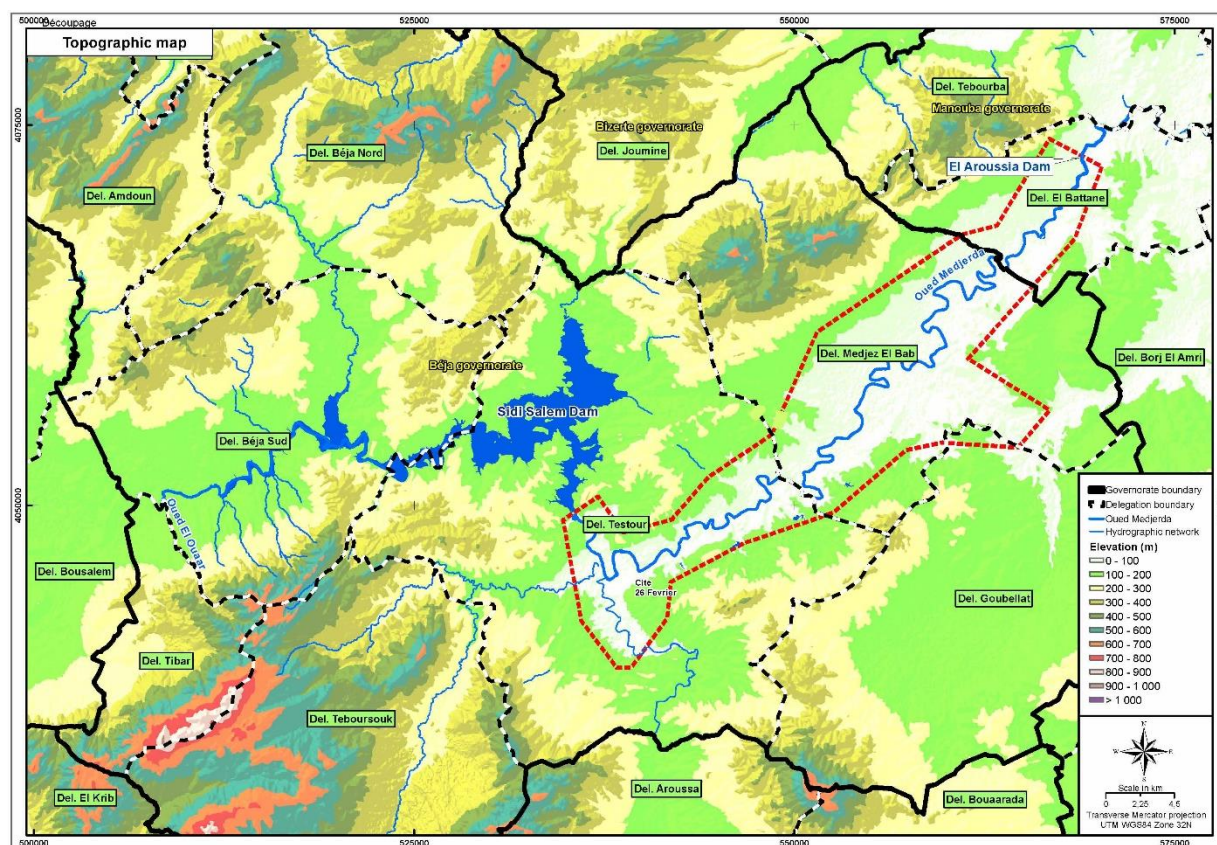 500000
525000
550000
575000
Découpage
Topographic map
Del. Tebourba
Manouba governorate
4075000
4075000
Bizerte governorate
Del. Béja Nord
Del. Joumine
El Aroussia Dam
Del. Amdoun
Del. El Battane
Oued Medjerda
Del. Medjez El Bab
Del. Borj El Amri
Béja governorate
Sidi Salem Dam
Del. Béja Sud
4050000
Oued El Ouar
Del. Testour
Del. Bousalem
Cité
26 Fevrier
Del. Goubellat
Del. Tibar
Del. Teboursouk
Del. El Krib
Del. Aroussa
Del. Bouaarada
Governorate boundary
Delegation boundary
Oued Medjerda
Hydrographic network
Elevation (m)
0 - 100
100 - 200
200 - 300
300 - 400
400 - 500
500 - 600
600 - 700
700 - 800
800 - 900
900 - 1 000
> 1 000
N
W
E
S
Scale in km
0 2.25 4.5
Transverse Mercator projection
UTM WGS84 Zone 32N
500000
525000
550000
575000